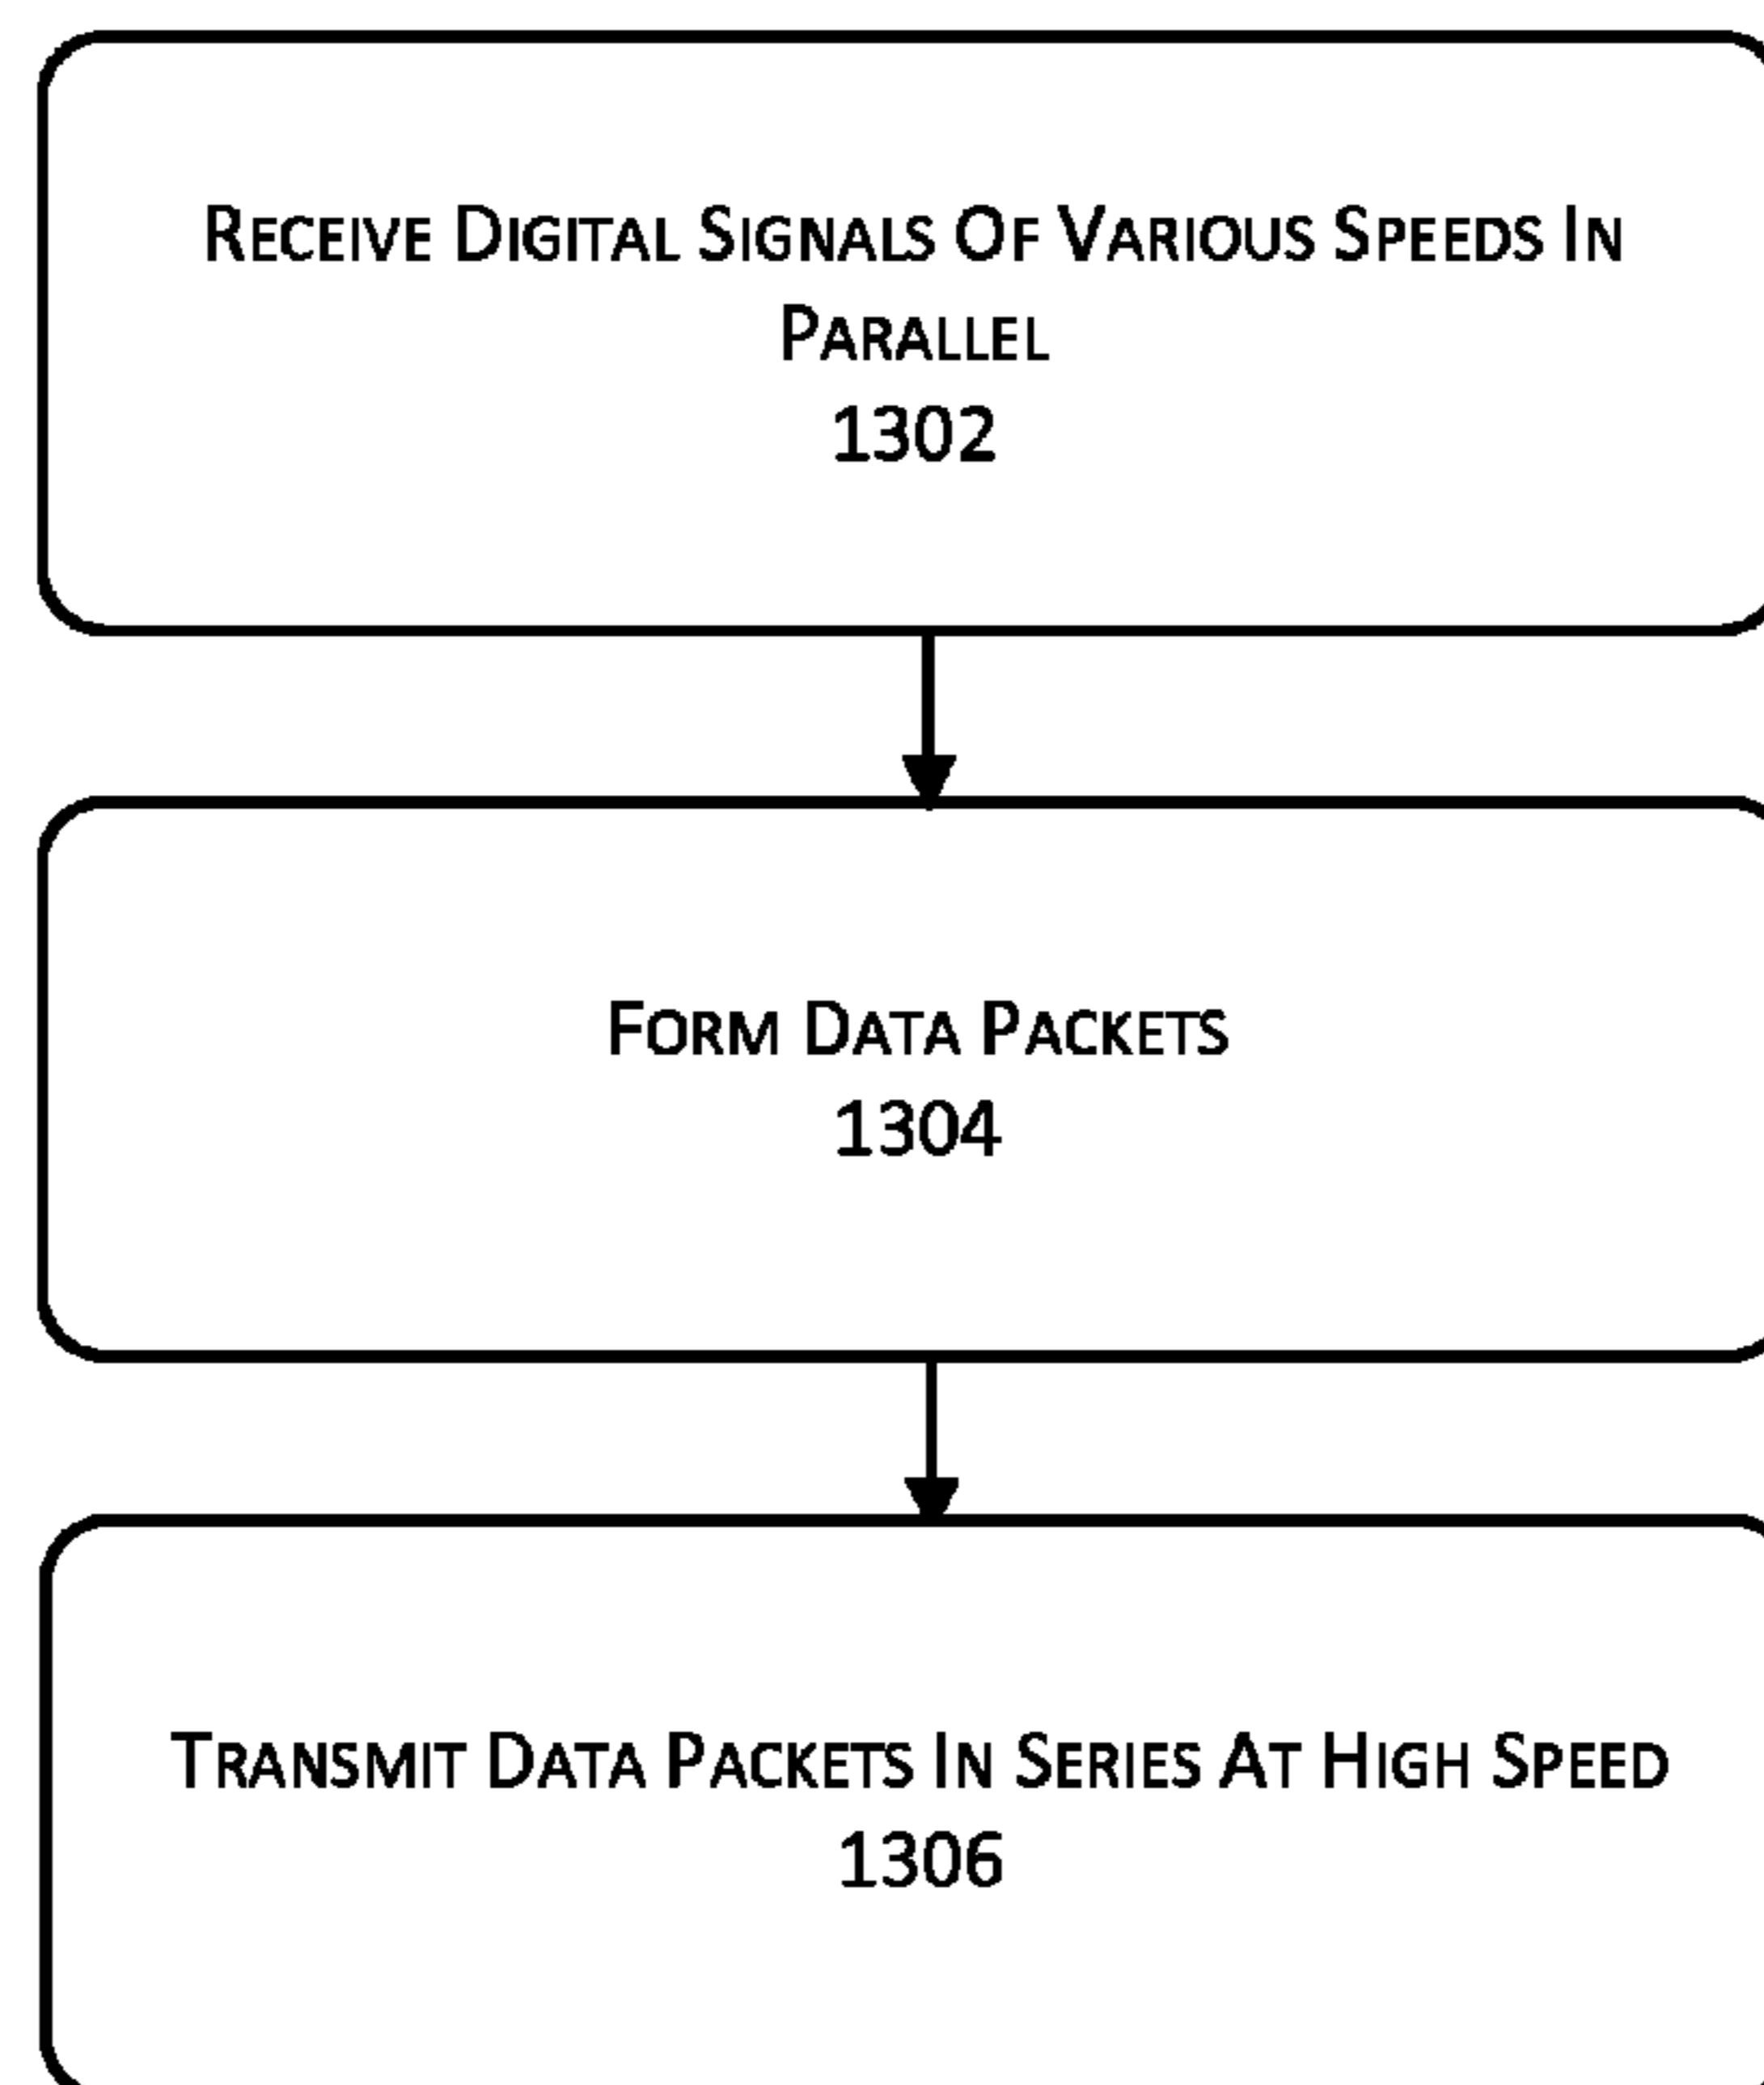 Receive Digital Signals Of Various Speeds In
Parallel
1302
Form Data Packets
1304
Transmit Data Packets In Series At High Speed
1306